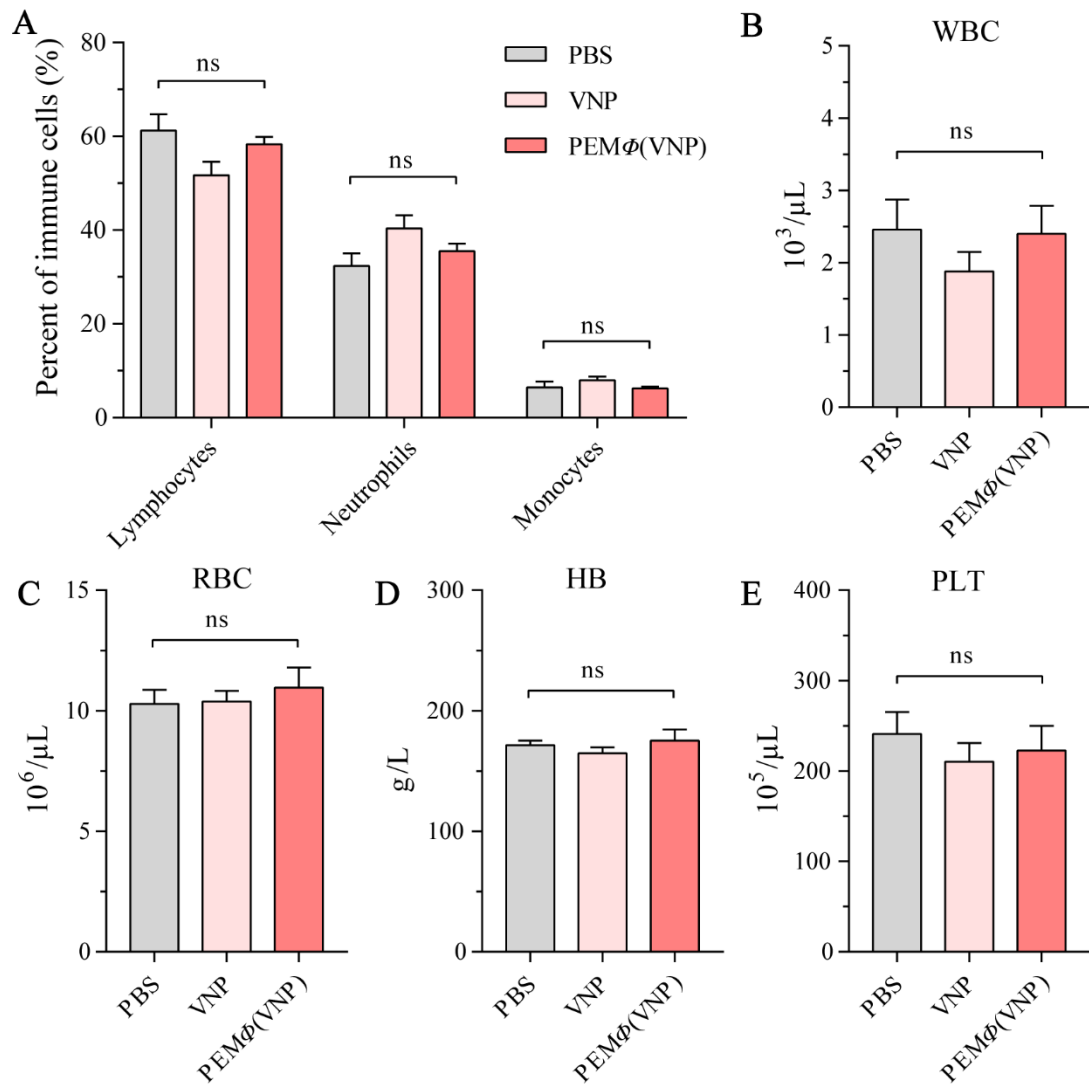 A
Percent of immune cells (%)
80
60
40
20
0
ns
ns
ns
PBS
VNP
PEMΦ(VNP)
Lymphocytes
Neutrophils
Monocytes
B
WBC
10³/μL
5
4
3
2
1
0
ns
PBS
VNP
PEMΦ(VNP)
C
RBC
10⁶/μL
15
10
5
0
ns
PBS
VNP
PEMΦ(VNP)
D
HB
g/L
300
200
100
0
ns
PBS
VNP
PEMΦ(VNP)
E
PLT
10⁵/μL
400
300
200
100
0
ns
PBS
VNP
PEMΦ(VNP)